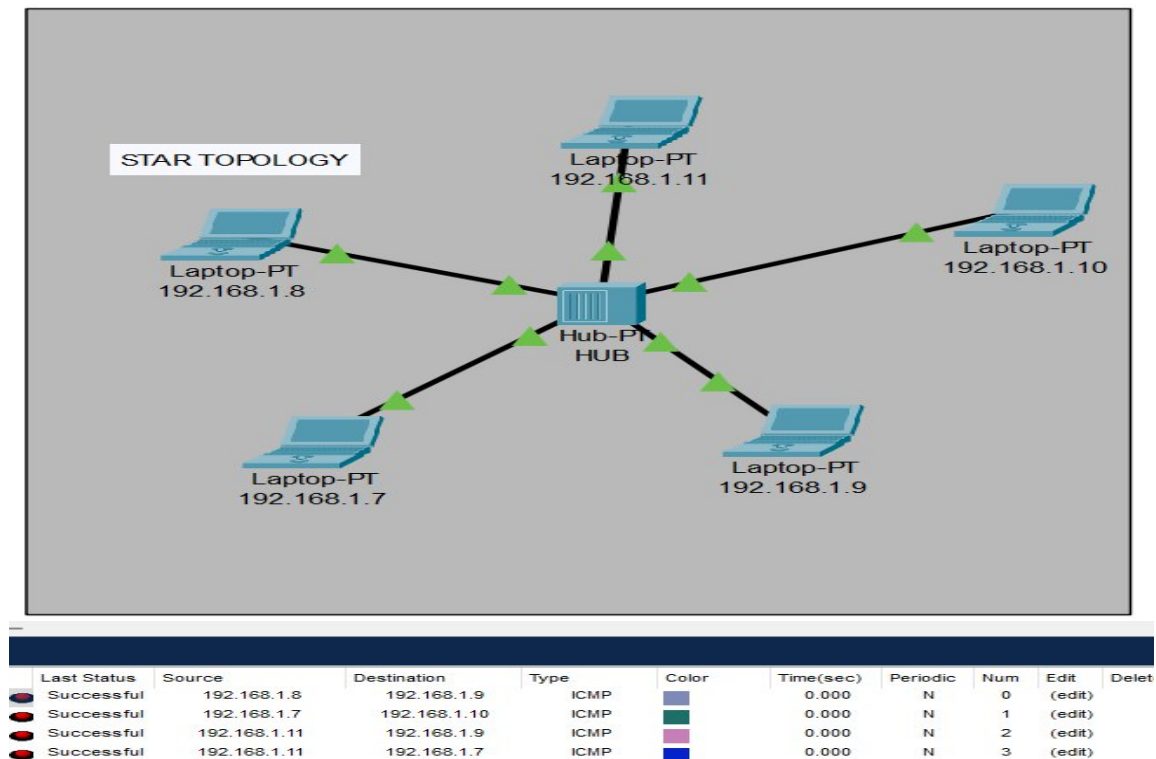 STAR TOPOLOGY
Laptop-PT
192.168.1.11
Laptop-PT
192.168.1.10
Laptop-PT
192.168.1.8
Hub-PT
HUB
Laptop-PT
192.168.1.9
Laptop-PT
192.168.1.7
Last Status Source Destination Type Color Time(sec) Periodic Num Edit Delet
Successful 192.168.1.8 192.168.1.9 ICMP 0.000 N 0 (edit)
Successful 192.168.1.7 192.168.1.10 ICMP 0.000 N 1 (edit)
Successful 192.168.1.11 192.168.1.9 ICMP 0.000 N 2 (edit)
Successful 192.168.1.11 192.168.1.7 ICMP 0.000 N 3 (edit)